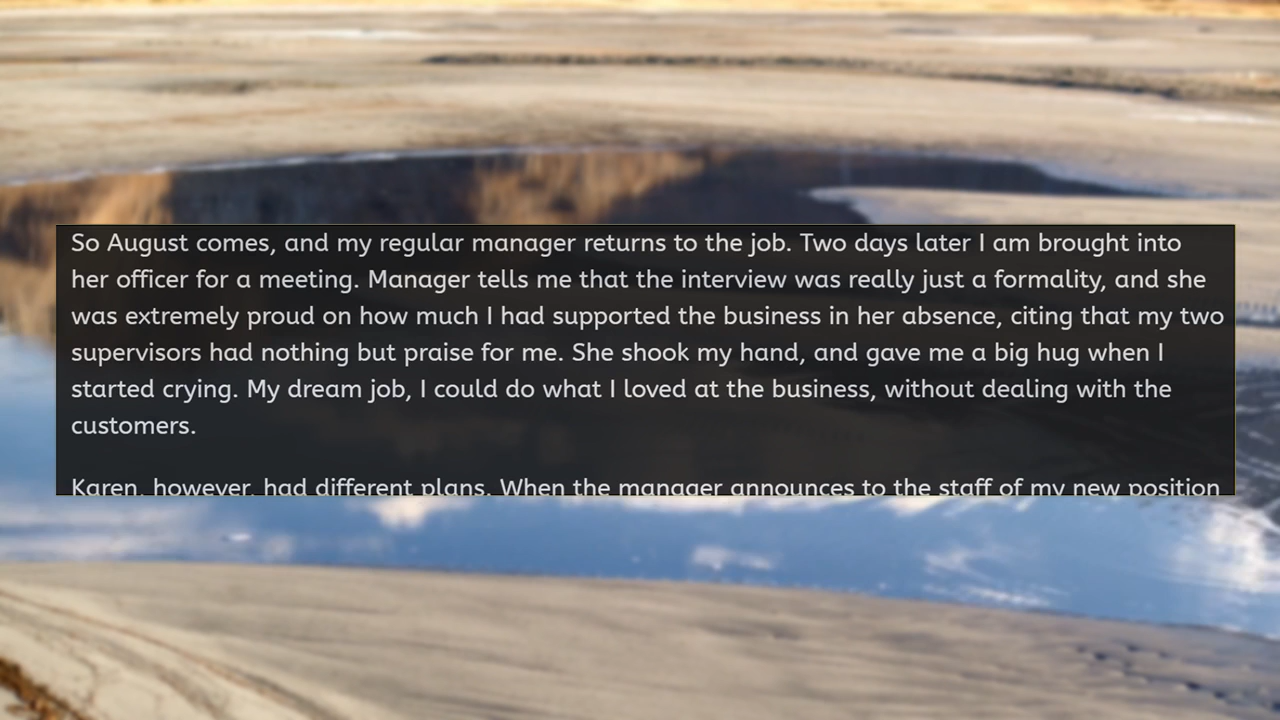 So August comes, and my regular manager returns to the job. Two days later I am brought into
her officer for a meeting. Manager tells me that the interview was really just a formality, and she
was extremely proud on how much I had supported the business in her absence, citing that my two
supervisors had nothing but praise for me. She shook my hand, and gave me a big hug when I
started crying. My dream job, I could do what I loved at the business, without dealing with the
customers.
Karen, however, had different plans. When the manager announces to the staff of my new position